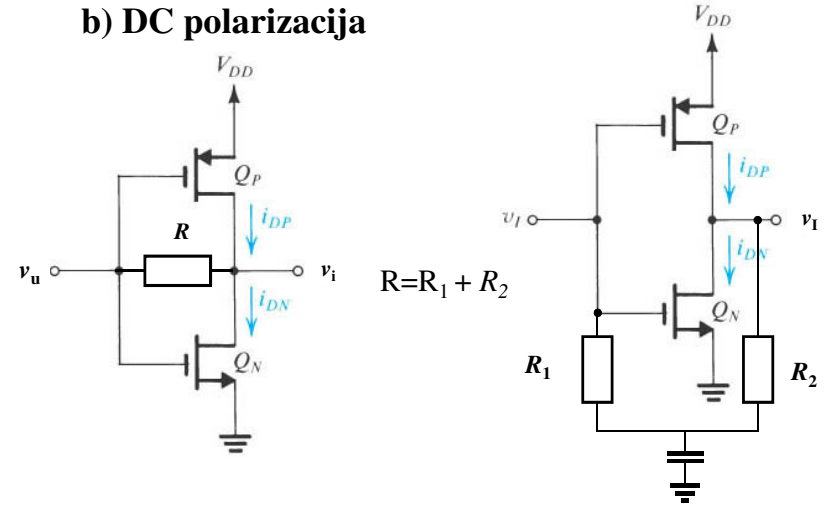 b) DC polarizacija
V_DD
Q_P
i_DP
R
v_u
v_i
i_DN
Q_N
R=R_1 + R_2
V_DD
Q_P
i_DP
v_I
v_I
i_DN
Q_N
R_1
R_2